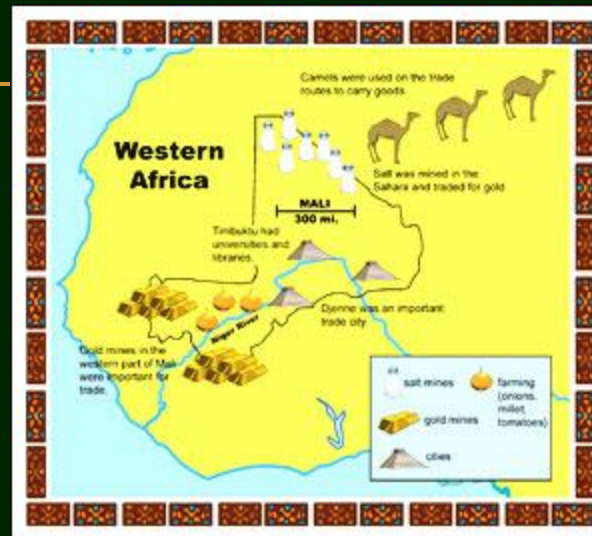 Camels were used on the trade
routes to carry goods.
Western
Africa
Salt was mined in the
Sahara and traded for gold
MALI
300 mi.
Timbuktu had
universities and
libraries.
Djenne was an important
trade city
Niger River
Gold mines in the
western part of Mali
were important for
trade.
salt mines
farming
(onions,
millet,
tomatoes)
gold mines
cities